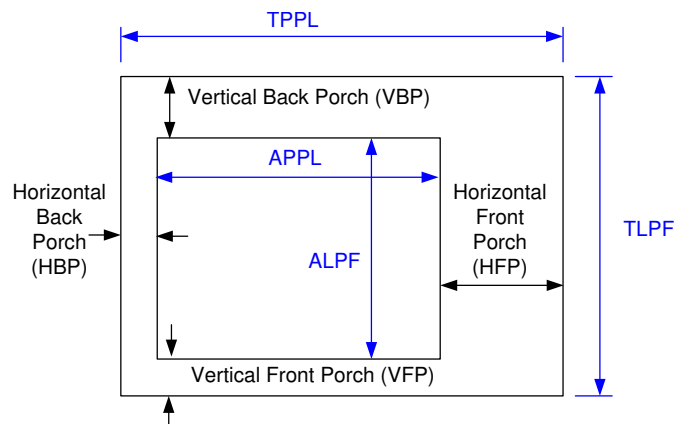 TPPL
Vertical Back Porch (VBP)
APPL
Horizontal
Back
Porch
(HBP)
Horizontal
Front
Porch
(HFP)
TLPF
ALPF
Vertical Front Porch (VFP)